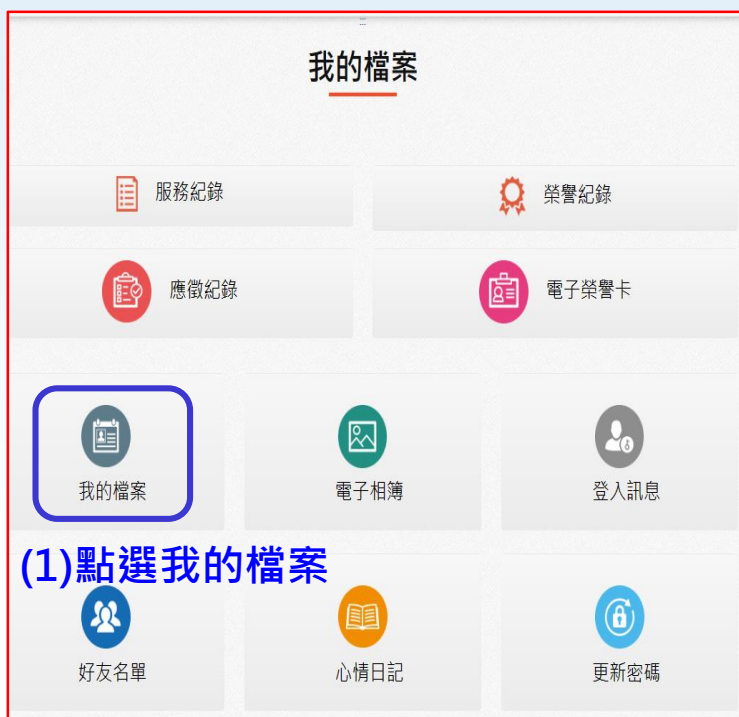 我的檔案
服務紀錄
榮譽紀錄
應徵紀錄
電子榮譽卡
我的檔案
電子相簿
登入訊息
(1)點選我的檔案
好友名單
心情日記
更新密碼